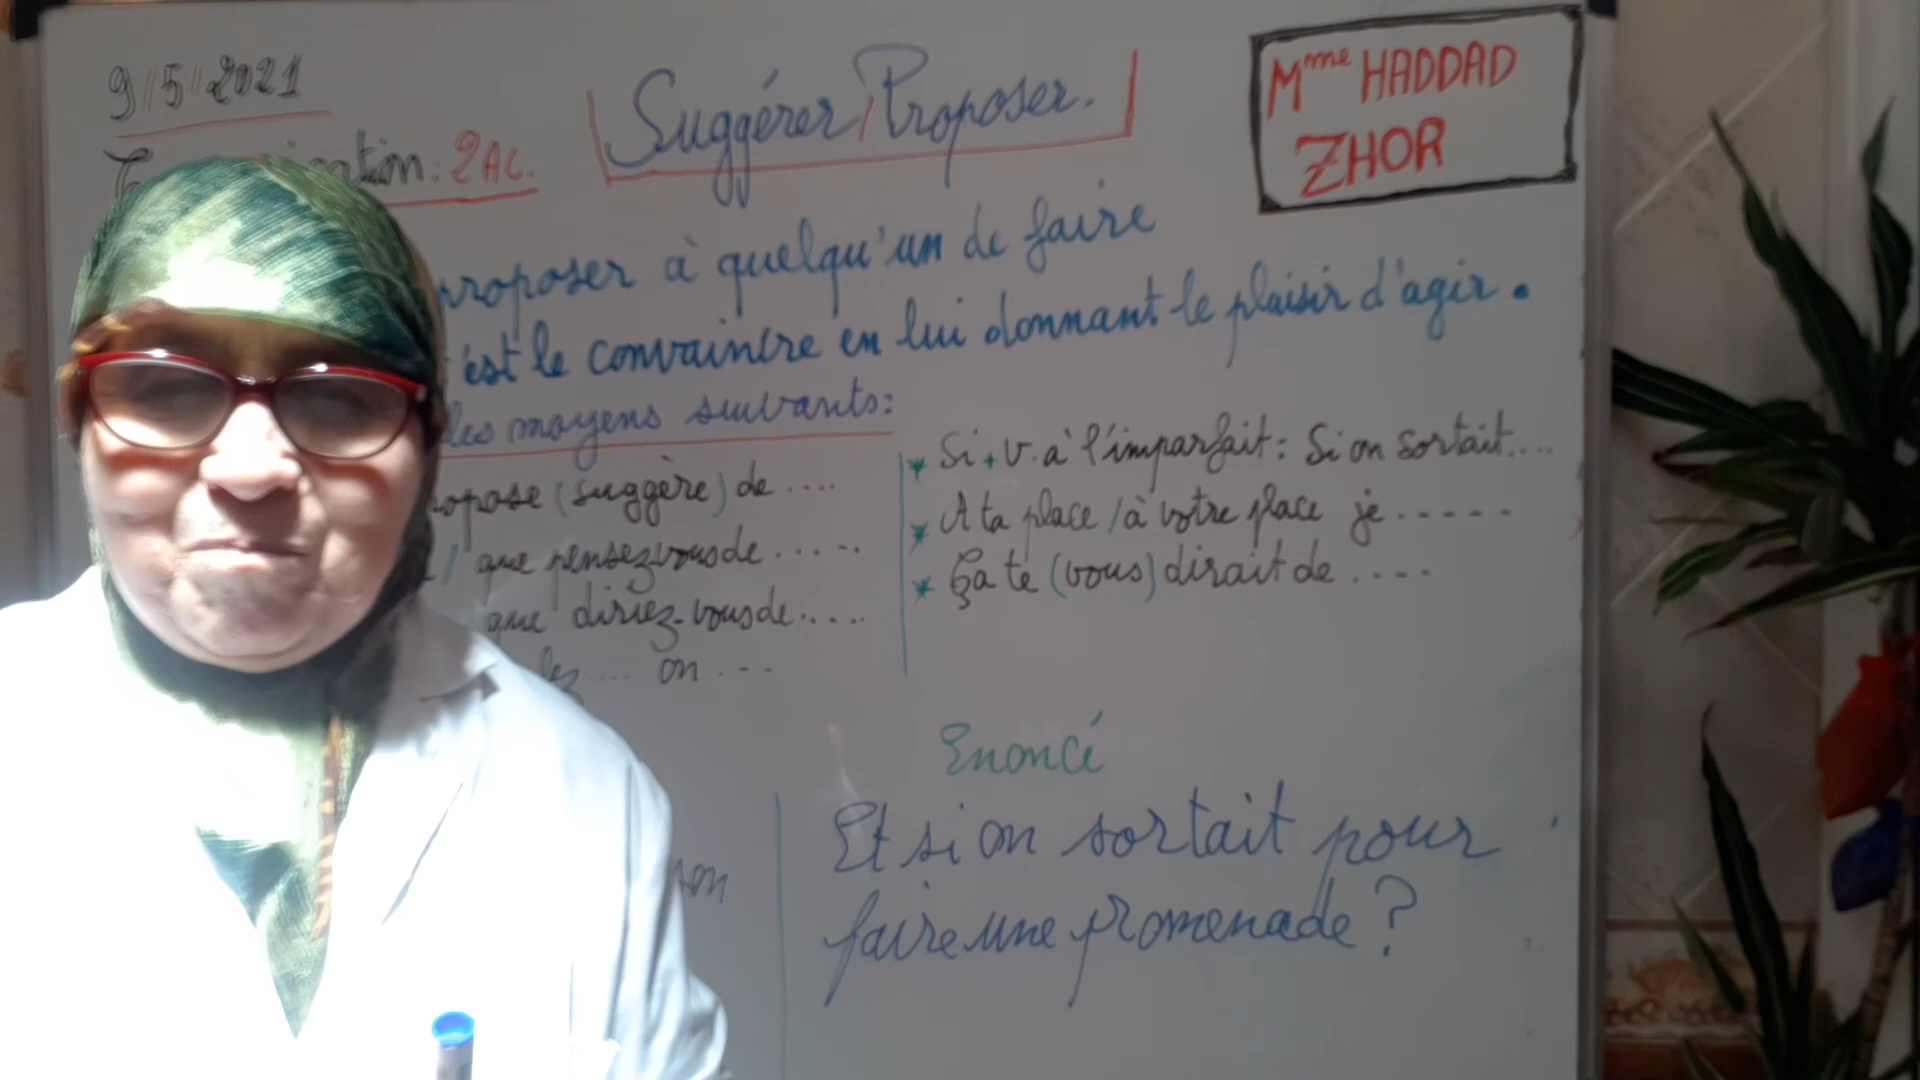 9/5/2021
Suggérer/Proposer.
Mme HADDAD
ZHOR
2AC.
proposer à quelqu'un de faire
c'est le convaincre en lui donnant le plaisir d'agir.
les moyens suivants:
propose (suggère) de ....
/ que pensez-vous de .....
que diriez-vous de .....
.... on ...
* Si + V. à l'imparfait: Si on sortait....
* A ta place / à votre place je .....
* Ça te (vous) dirait de ....
Enoncé
Et si on sortait pour
faire une promenade ?